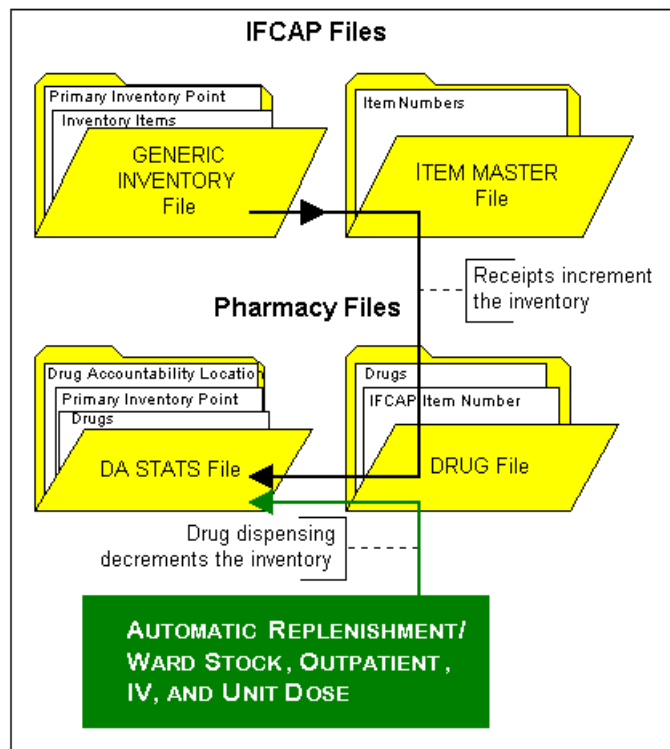 IFCAP Files
Primary Inventory Point
Inventory Items
GENERIC
INVENTORY
File
Item Numbers
ITEM MASTER
File
Receipts increment
the inventory
Pharmacy Files
Drug Accountability Location
Primary Inventory Point
Drugs
DA STATS File
Drugs
IFCAP Item Number
DRUG File
Drug dispensing
decrements the inventory
AUTOMATIC REPLENISHMENT/
WARD STOCK, OUTPATIENT,
IV, AND UNIT DOSE